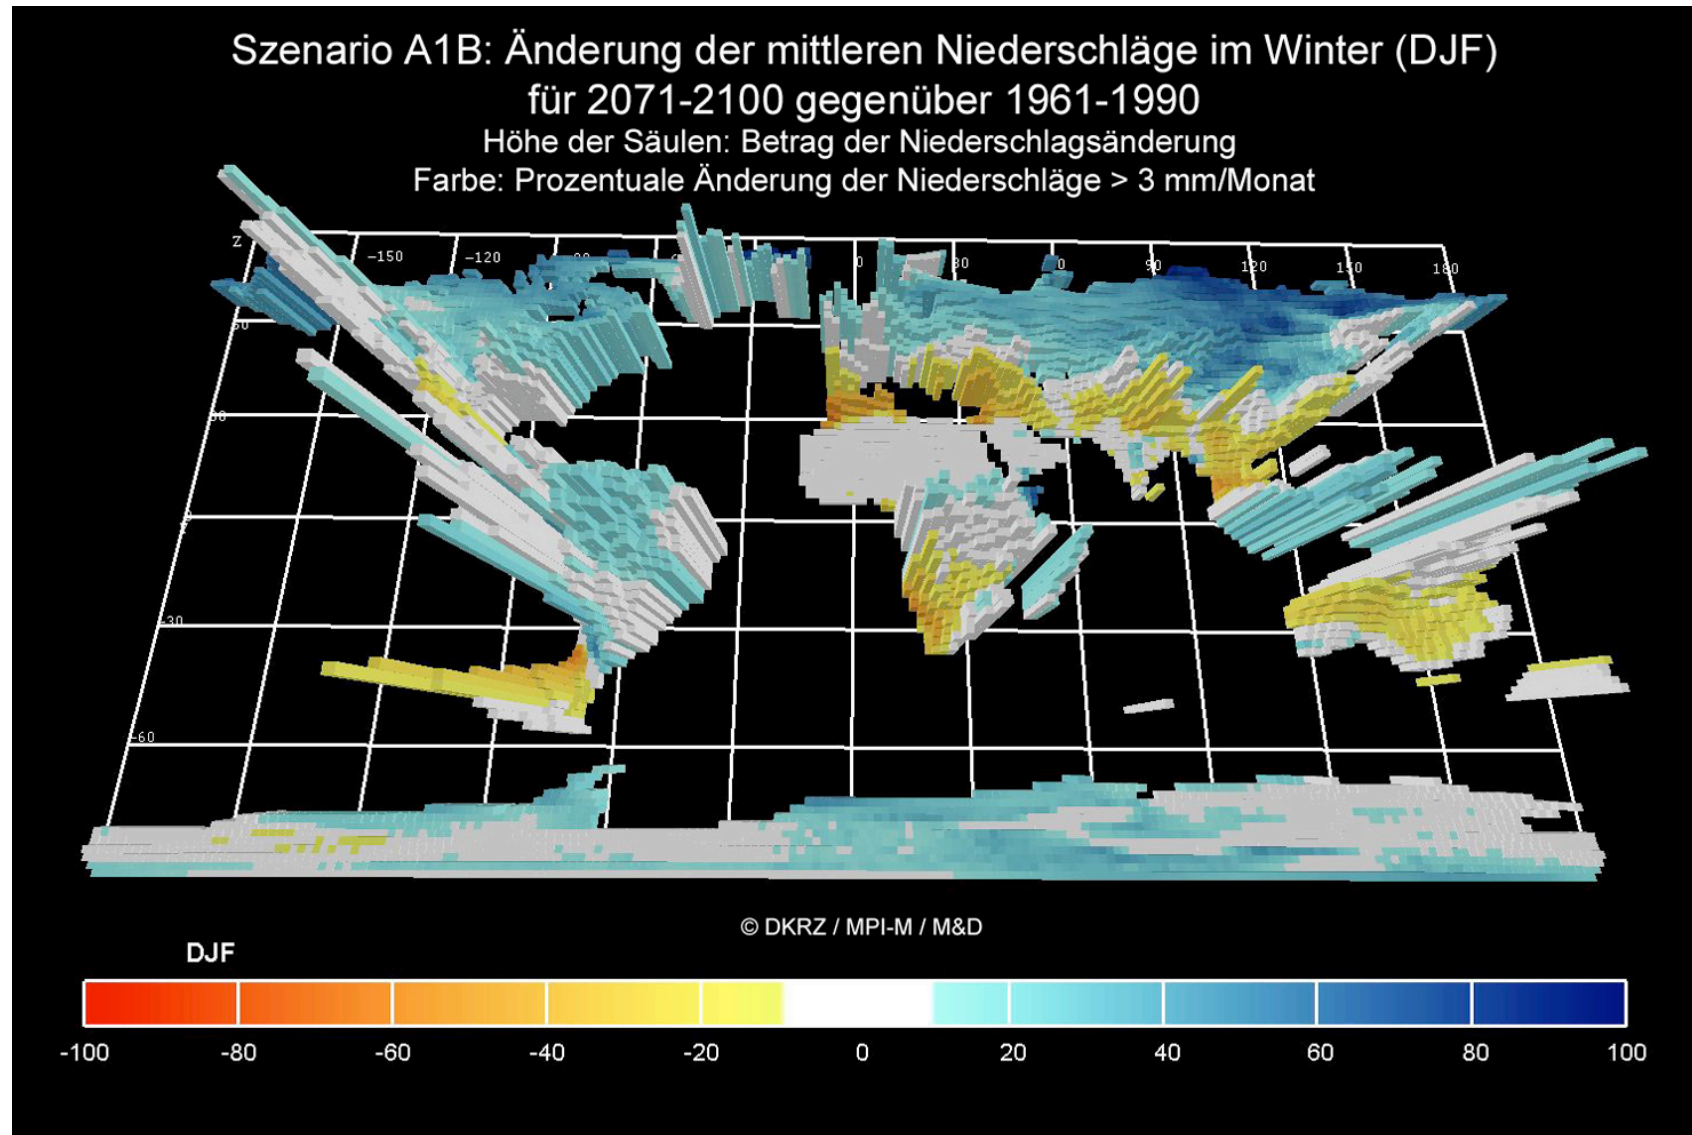 Szenario A1B: Änderung der mittleren Niederschläge im Winter (DJF)
für 2071-2100 gegenüber 1961-1990
Höhe der Säulen: Betrag der Niederschlagsänderung
Farbe: Prozentuale Änderung der Niederschläge > 3 mm/Monat
Z
-150
-120
0
90
120
150
180
-30
-60
© DKRZ / MPI-M / M&D
DJF
-100 -80 -60 -40 -20 0 20 40 60 80 100